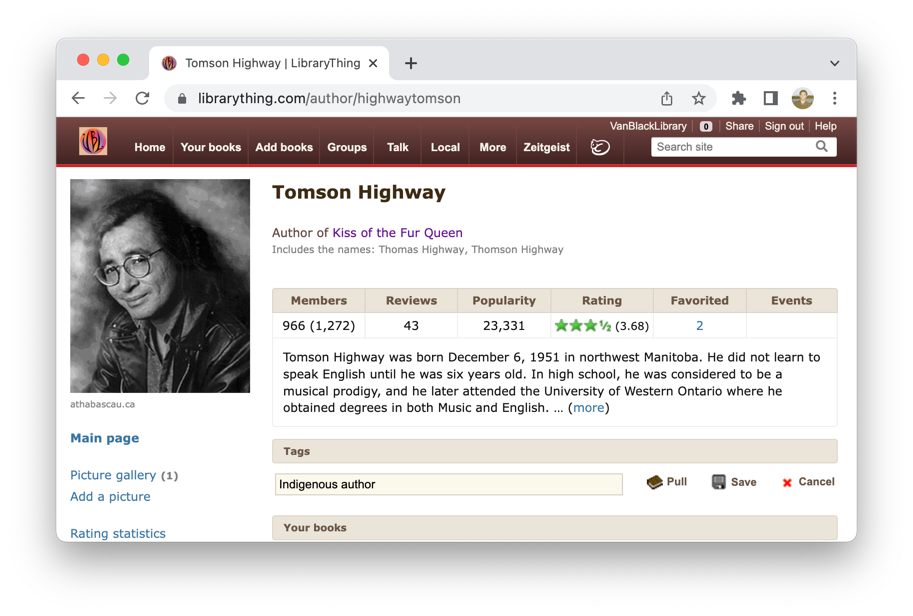 Tomson Highway | LibraryThing
librarything.com/author/highwaytomson
VanBlackLibrary 0 Share Sign out Help
Home Your books Add books Groups Talk Local More Zeitgeist Search site
Tomson Highway
Author of Kiss of the Fur Queen
Includes the names: Thomas Highway, Thomson Highway
Members Reviews Popularity Rating Favorited Events
966 (1,272) 43 23,331 (3.68) 2
Tomson Highway was born December 6, 1951 in northwest Manitoba. He did not learn to
speak English until he was six years old. In high school, he was considered to be a
musical prodigy, and he later attended the University of Western Ontario where he
obtained degrees in both Music and English. … (more)
athabascau.ca
Main page
Picture gallery (1)
Add a picture
Rating statistics
Tags
Indigenous author Pull Save Cancel
Your books